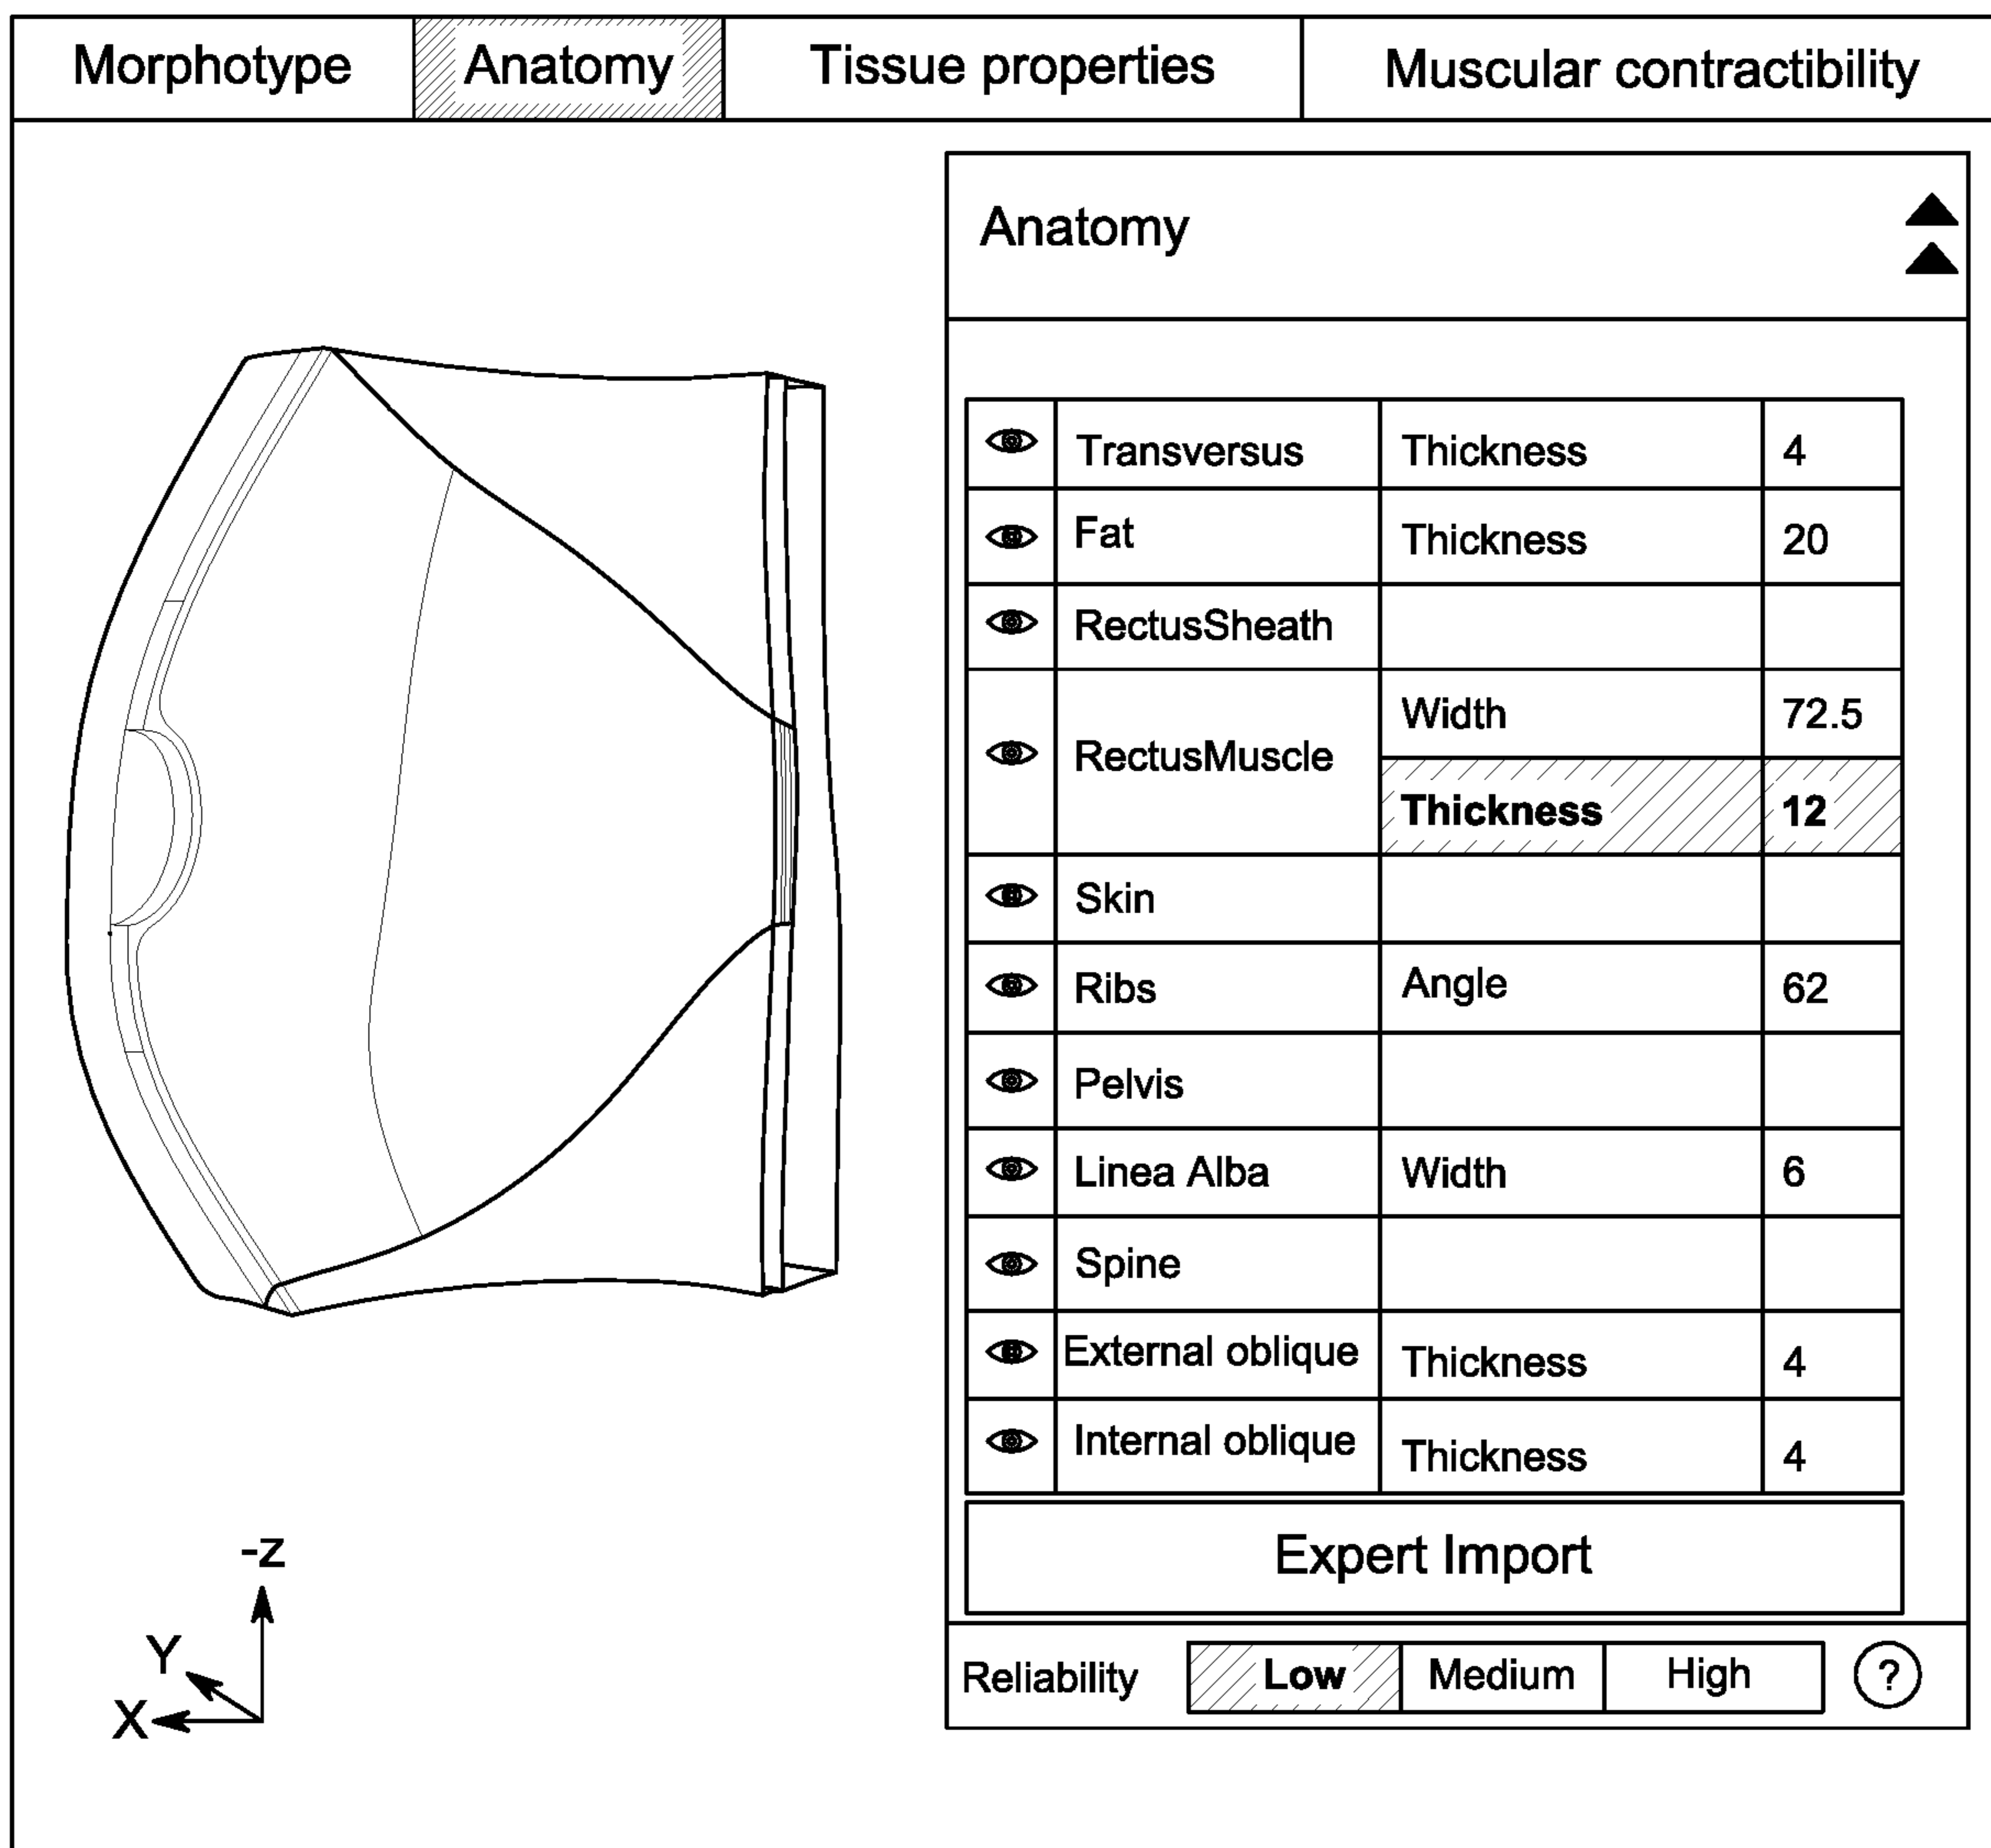 Morphotype Anatomy Tissue properties Muscular contractibility
Anatomy
Transversus Thickness 4
Fat Thickness 20
RectusSheath
Width 72.5
RectusMuscle
Thickness 12
Skin
Ribs Angle 62
Pelvis
Linea Alba Width 6
Spine
External oblique Thickness 4
Internal oblique Thickness 4
Expert Import
Reliability Low Medium High ?
-z
Y
X